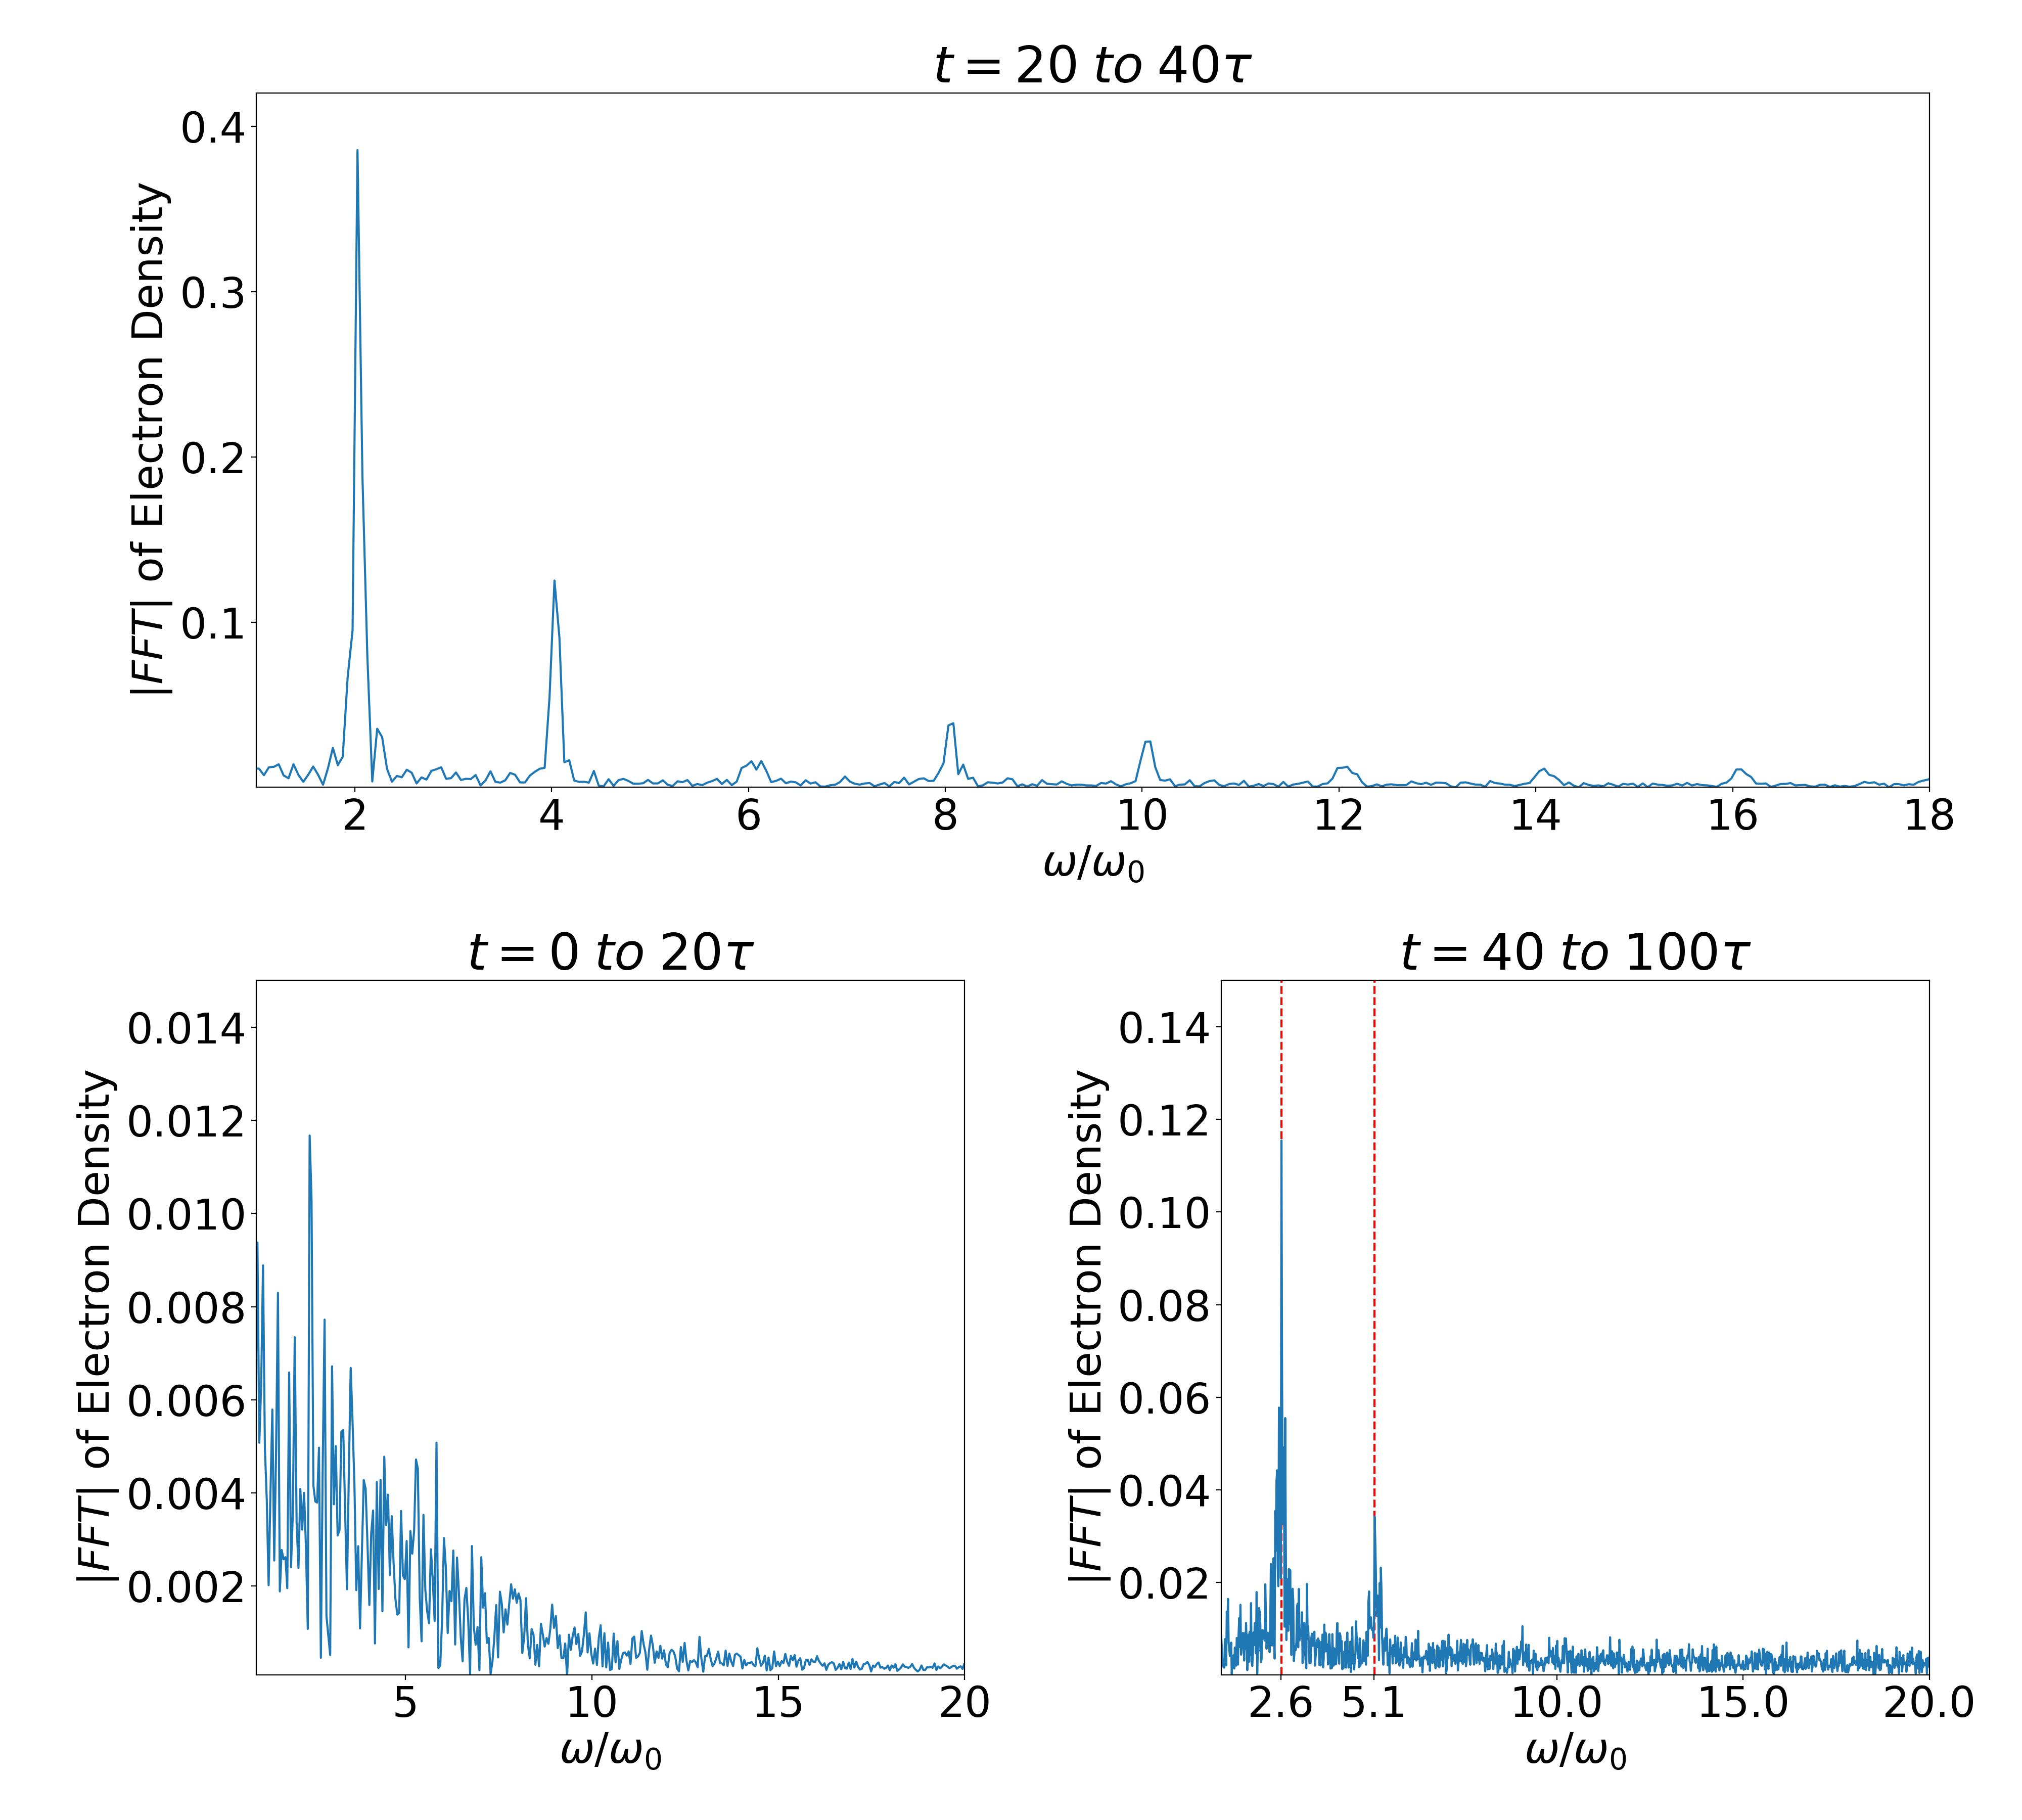 t = 20 to 40τ
|FFT| of Electron Density
0.4
0.3
0.2
0.1
2 4 6 8 10 12 14 16 18
ω/ω₀
t = 0 to 20τ
|FFT| of Electron Density
0.014
0.012
0.010
0.008
0.006
0.004
0.002
5 10 15 20
ω/ω₀
t = 40 to 100τ
|FFT| of Electron Density
0.14
0.12
0.10
0.08
0.06
0.04
0.02
2.6 5.1 10.0 15.0 20.0
ω/ω₀